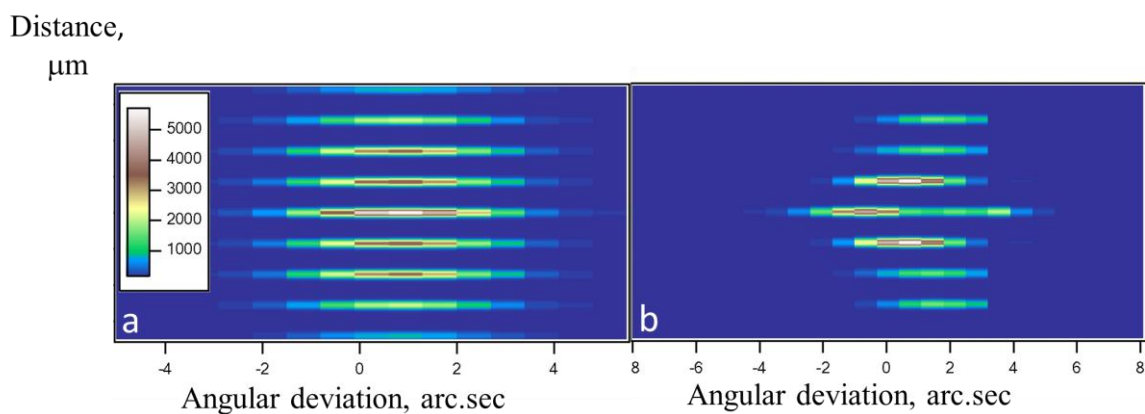 Distance,
μm
5000
4000
3000
2000
1000
a
b
-4 -2 0 2 4
8 -6 -4 -2 0 2 4 6 8
Angular deviation, arc.sec
Angular deviation, arc.sec